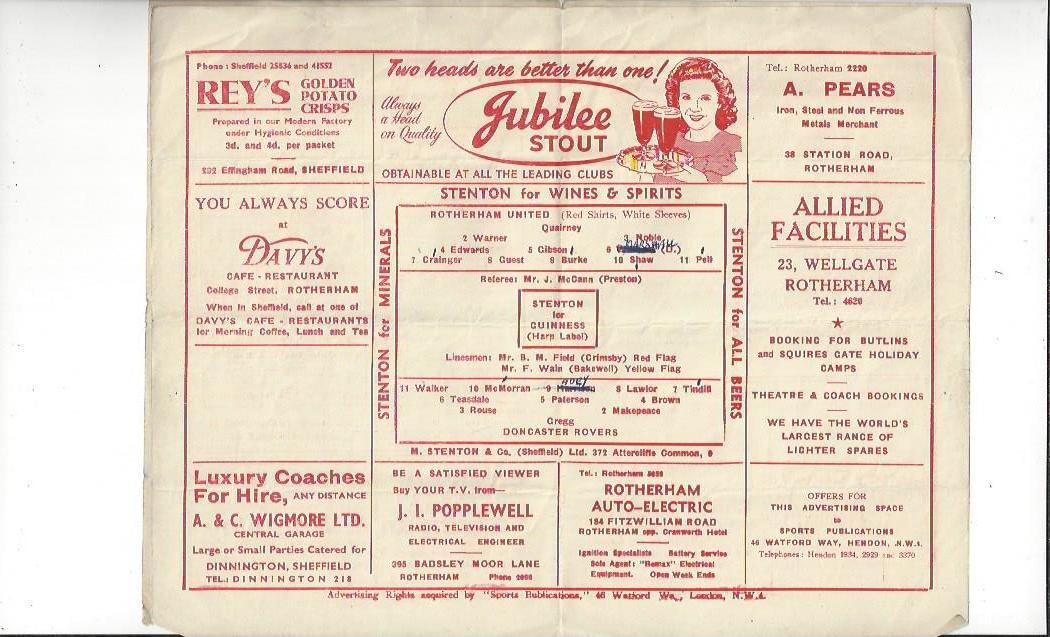 Phone : Sheffield 25836 and 41552
REY'S GOLDEN
POTATO
CRISPS
Prepared in our Modern Factory
under Hygienic Conditions
3d. and 4d. per packet
292 Effingham Road, SHEFFIELD
Two heads are better than one!
Always
a Head
on Quality
Jubilee
STOUT
OBTAINABLE AT ALL THE LEADING CLUBS
Tel.: Rotherham 2220
A. PEARS
Iron, Steel and Non Ferrous
Metals Merchant
38 STATION ROAD,
ROTHERHAM
YOU ALWAYS SCORE
at
DAVY'S
CAFE - RESTAURANT
College Street, ROTHERHAM
When in Sheffield, call at one of
DAVY'S CAFE - RESTAURANTS
for Morning Coffee, Lunch and Tea
STENTON for WINES & SPIRITS
STENTON for MINERALS
ROTHERHAM UNITED (Red Shirts, White Sleeves)
Quairney
2 Warner 3 Noble
4 Edwards 5 Gibson 6 (D.)
7 Grainger 8 Guest 9 Burke 10 Shaw 11 Pell
Referee: Mr. J. McCann (Preston)
STENTON
for
GUINNESS
(Harp Label)
Linesmen: Mr. B. M. Field (Grimsby) Red Flag
Mr. F. Wain (Bakewell) Yellow Flag
11 Walker 10 McMorran 9 8 Lawlor 7 Tindill
6 Teasdale 5 Paterson 4 Brown
3 Rouse 2 Makepeace
Gregg
DONCASTER ROVERS
STENTON for ALL BEERS
M. STENTON & Co. (Sheffield) Ltd. 372 Attercliffe Common, 9
ALLIED
FACILITIES
23, WELLGATE
ROTHERHAM
Tel.: 4620
★
BOOKING FOR BUTLINS
and SQUIRES GATE HOLIDAY
CAMPS
THEATRE & COACH BOOKINGS
WE HAVE THE WORLD'S
LARGEST RANGE OF
LIGHTER SPARES
Luxury Coaches
For Hire, ANY DISTANCE
A. & C. WIGMORE LTD.
CENTRAL GARAGE
Large or Small Parties Catered for
DINNINGTON, SHEFFIELD
TEL.: DINNINGTON 218
BE A SATISFIED VIEWER
Buy YOUR T.V. from—
J. I. POPPLEWELL
RADIO, TELEVISION AND
ELECTRICAL ENGINEER
395 BADSLEY MOOR LANE
ROTHERHAM Phone
Tel.: Rotherham
ROTHERHAM
AUTO-ELECTRIC
184 FITZWILLIAM ROAD
ROTHERHAM opp. Cranworth Hotel
Ignition Specialists Battery Service
Sole Agent: "Remax" Electrical
Equipment. Open Week Ends
OFFERS FOR
THIS ADVERTISING SPACE
to
SPORTS PUBLICATIONS
46 WATFORD WAY, HENDON, .N.W.4.
Telephones: Hendon 1934, 2929 and 3370
Advertising Rights acquired by "Sports Publications," 46 Watford Way, London, N.W.4.